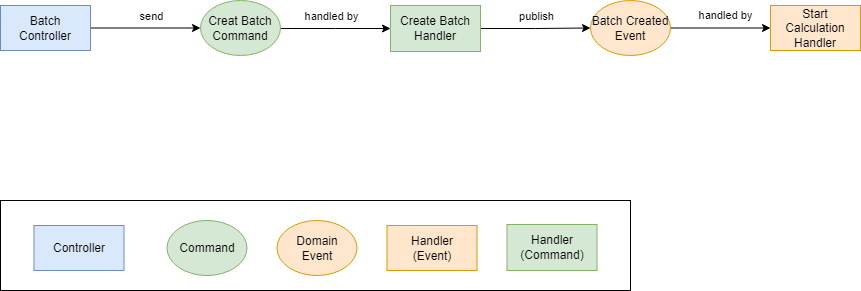 Batch
Controller
send
Creat Batch
Command
handled by
Create Batch
Handler
publish
Batch Created
Event
handled by
Start
Calculation
Handler
Controller
Command
Domain
Event
Handler
(Event)
Handler
(Command)